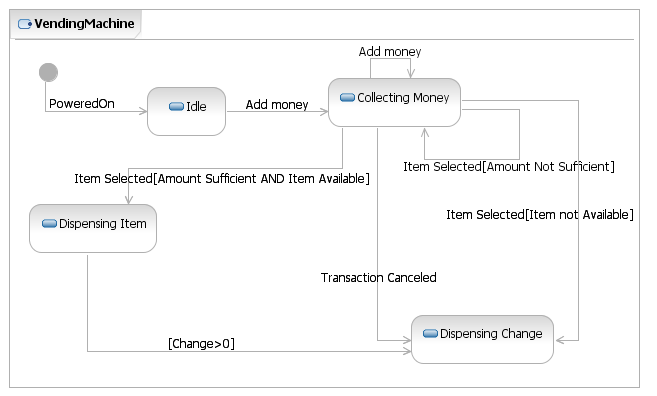 VendingMachine
Add money
PoweredOn
Idle
Add money
Collecting Money
Item Selected[Amount Not Sufficient]
Item Selected[Amount Sufficient AND Item Available]
Item Selected[Item not Available]
Dispensing Item
Transaction Canceled
Dispensing Change
[Change>0]